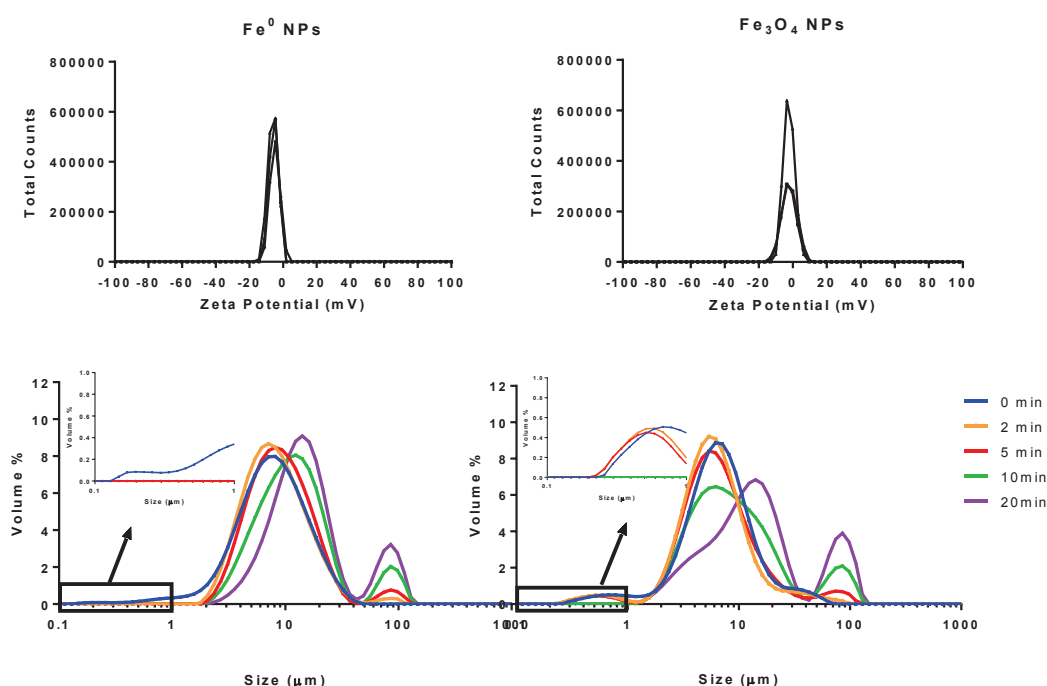 Fe⁰ NPs
800000
600000
400000
200000
0
Total Counts
-100 -80 -60 -40 -20 0 20 40 60 80 100
Zeta Potential (mV)
Fe₃O₄ NPs
800000
600000
400000
200000
0
Total Counts
-100 -80 -60 -40 -20 0 20 40 60 80 100
Zeta Potential (mV)
12
10
8
6
4
2
0
Volume %
0.1 1 10 100
Size (μm)
1.0
0.8
0.6
0.4
0.2
0.0
Volume %
0.1 1
Size (μm)
12
10
8
6
4
2
0
Volume %
1 10 100 1000
Size (μm)
1.0
0.8
0.6
0.4
0.2
0.0
Volume %
0.1 1
Size (μm)
0 min
2 min
5 min
10min
20min